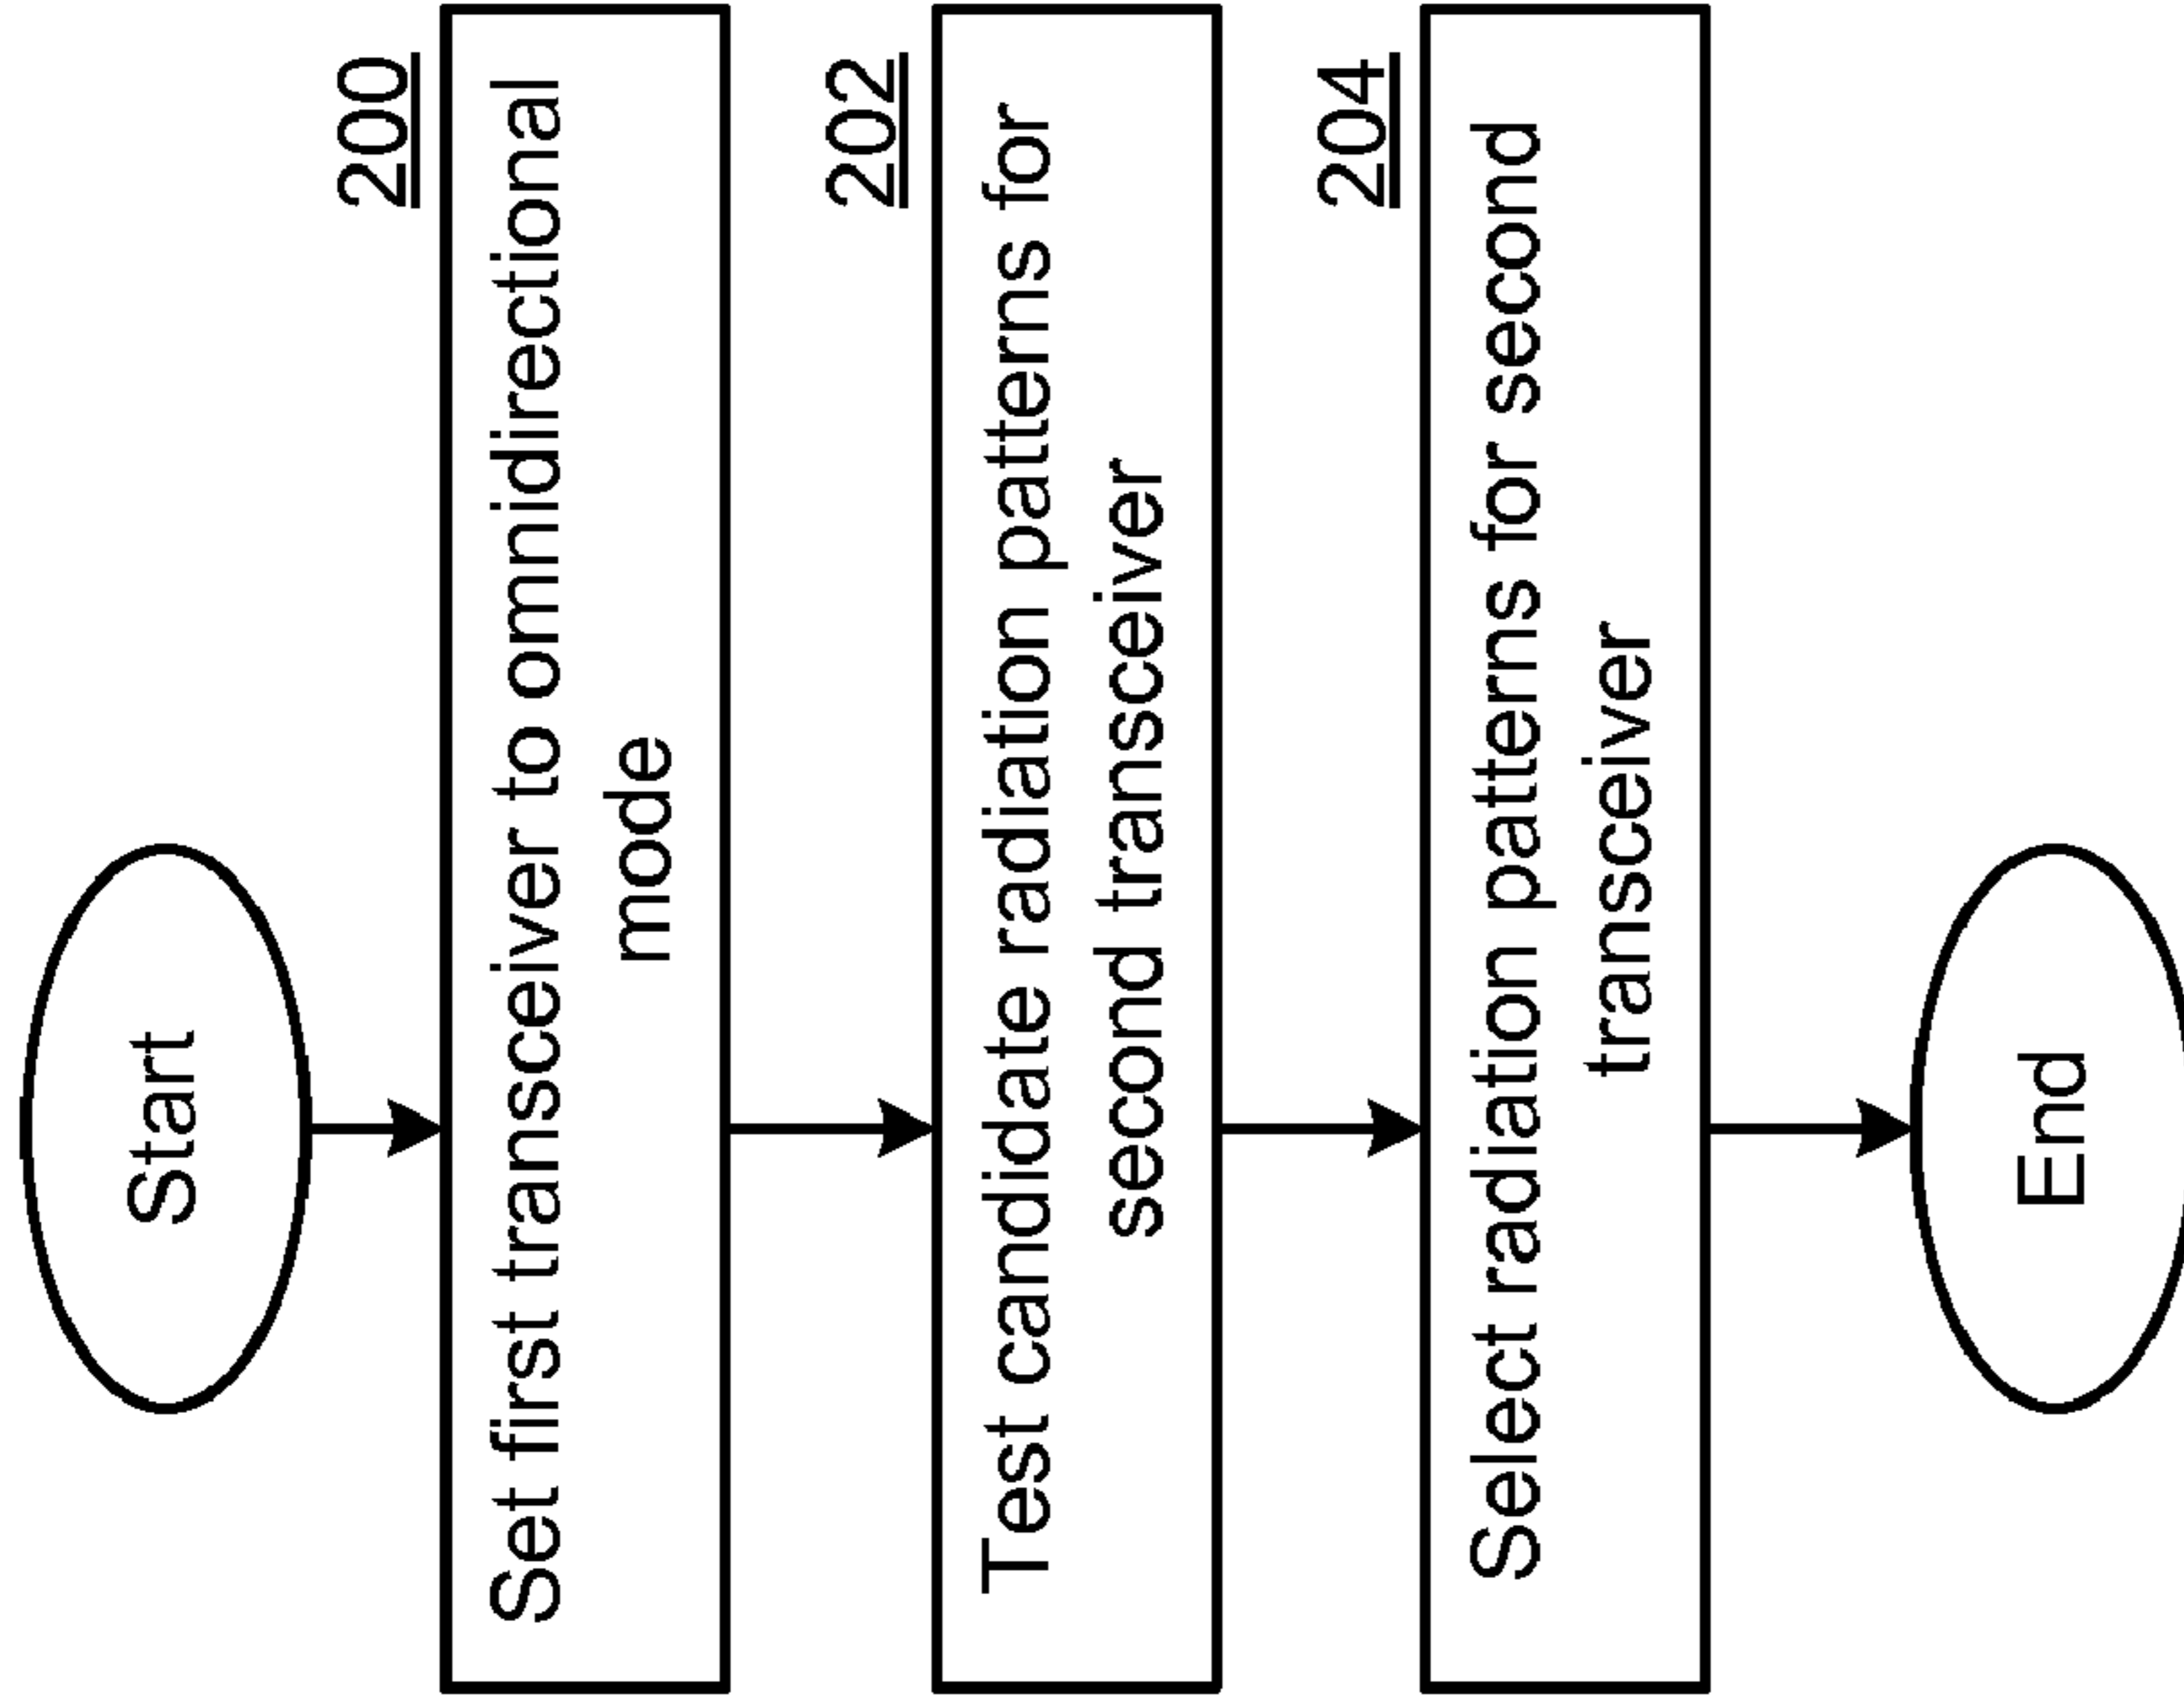 Start
200
Set first transceiver to omnidirectional
mode
202
Test candidate radiation patterns for
second transceiver
204
Select radiation patterns for second
transceiver
End